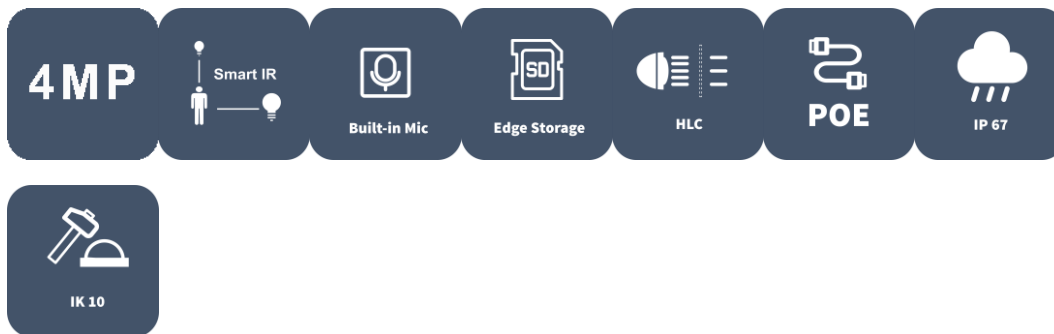 4MP
Smart IR
Built-in Mic
SD
Edge Storage
HLC
POE
IP 67
IK 10